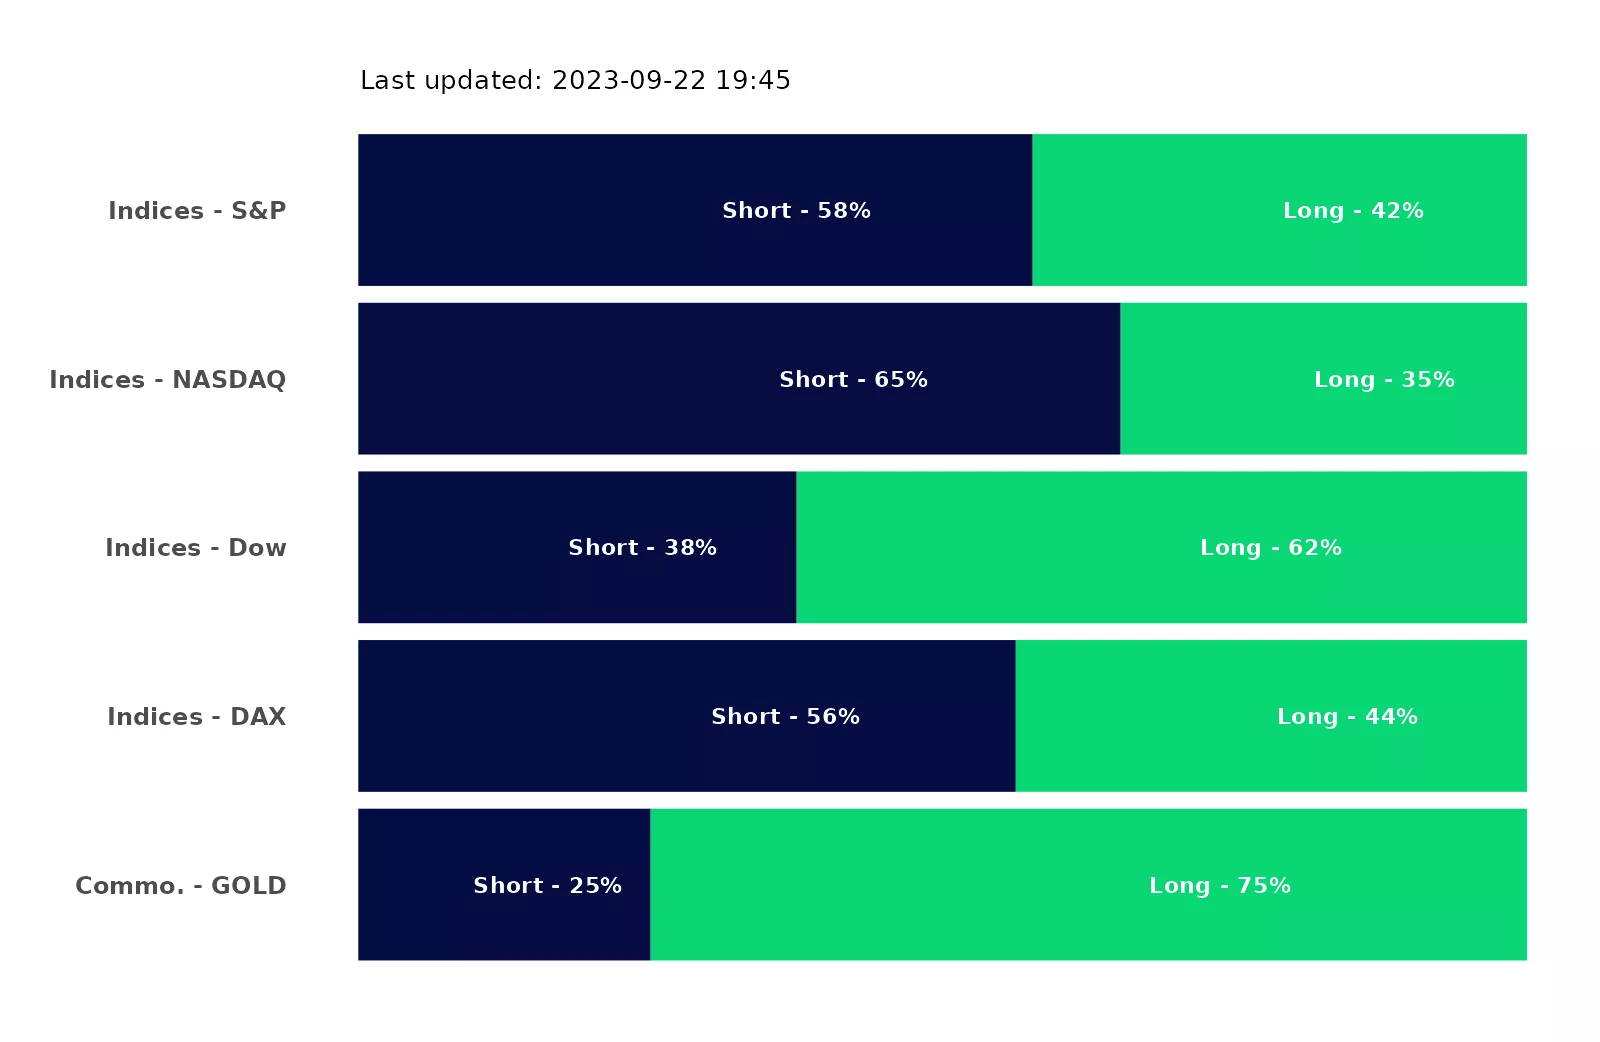 Last updated: 2023-09-22 19:45
Indices - S&P Short - 58% Long - 42%
Indices - NASDAQ Short - 65% Long - 35%
Indices - Dow Short - 38% Long - 62%
Indices - DAX Short - 56% Long - 44%
Commo. - GOLD Short - 25% Long - 75%